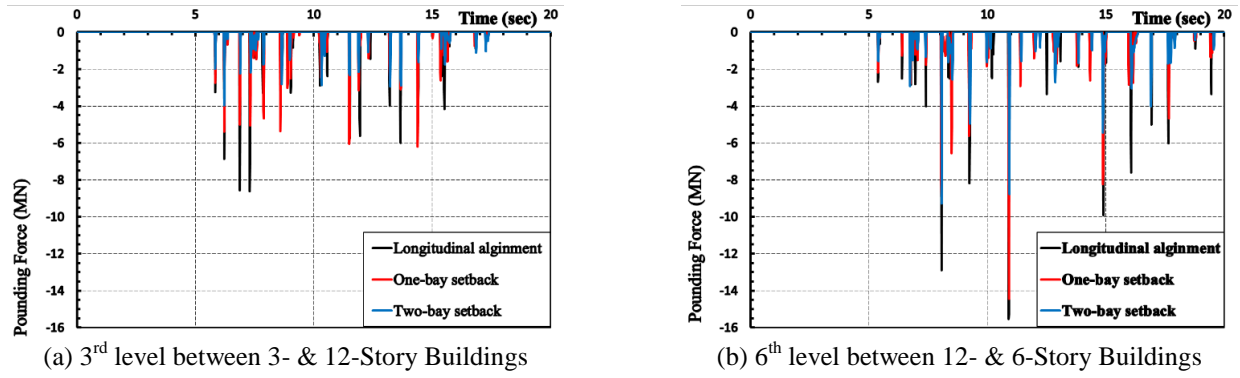 0 5 10 15 20
Time (sec)
0
-2
-4
-6
-8
-10
-12
-14
-16
Pounding Force (MN)
Longitudinal alginment
One-bay setback
Two-bay setback
(a) 3rd level between 3- & 12-Story Buildings
0 5 10 15 20
Time (sec)
0
-2
-4
-6
-8
-10
-12
-14
-16
Pounding Force (MN)
Longitudinal alginment
One-bay setback
Two-bay setback
(b) 6th level between 12- & 6-Story Buildings